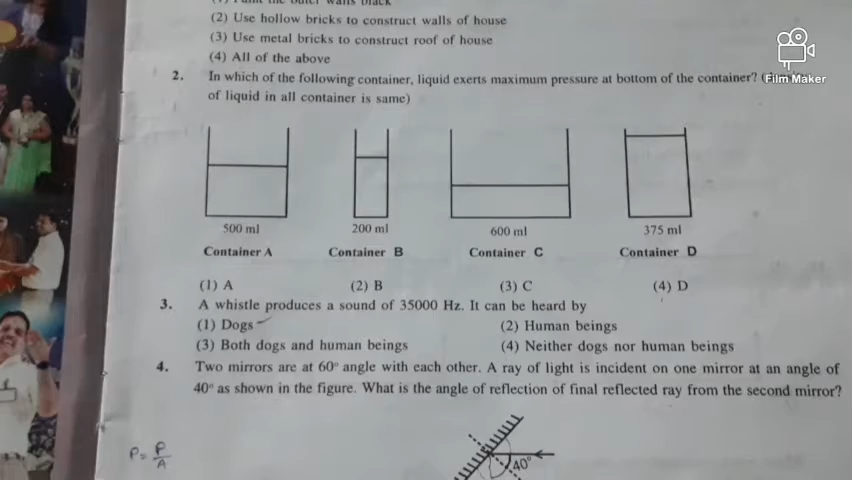 (2) Use hollow bricks to construct walls of house
(3) Use metal bricks to construct roof of house
(4) All of the above
2. In which of the following container, liquid exerts maximum pressure at bottom of the container? (
of liquid in all container is same)
500 ml 200 ml 600 ml 375 ml
Container A Container B Container C Container D
(1) A (2) B (3) C (4) D
3. A whistle produces a sound of 35000 Hz. It can be heard by
(1) Dogs (2) Human beings
(3) Both dogs and human beings (4) Neither dogs nor human beings
4. Two mirrors are at 60° angle with each other. A ray of light is incident on one mirror at an angle of
40° as shown in the figure. What is the angle of reflection of final reflected ray from the second mirror?
40°
P = P/A
Film Maker